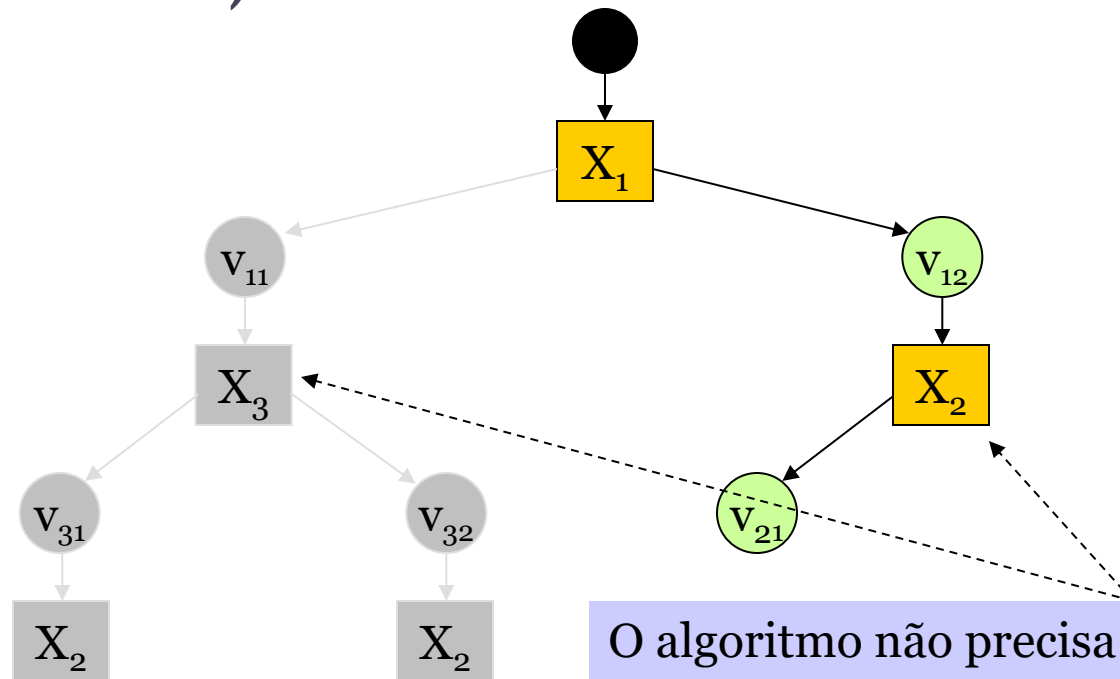 X₁
v₁₁
v₁₂
X₃
X₂
v₃₁
v₃₂
v₂₁
X₂
X₂
O algoritmo não precisa